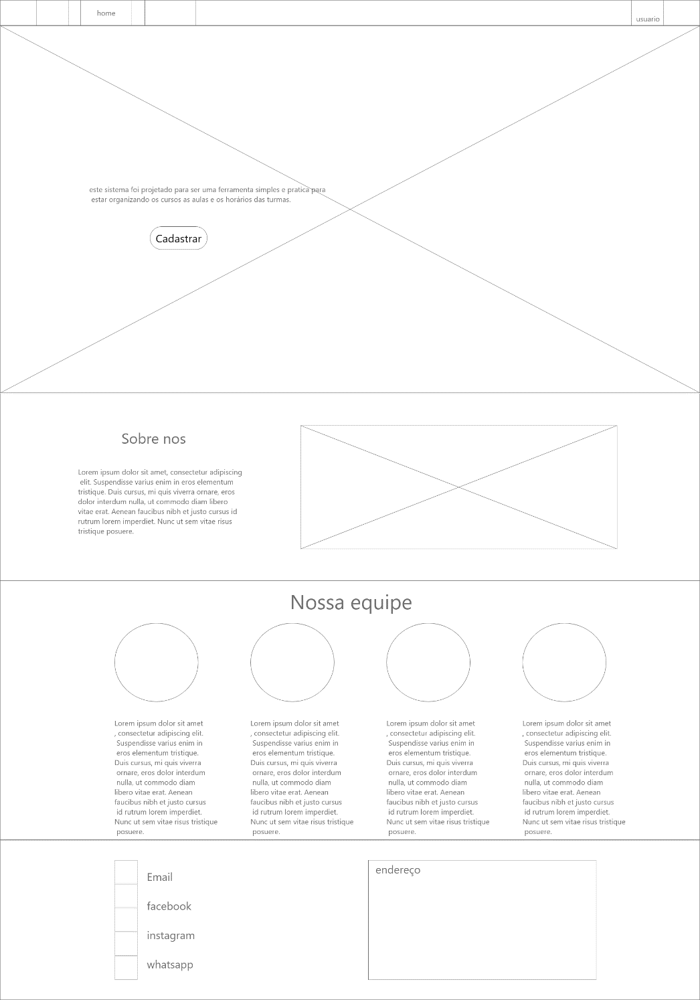 home
usuario
este sistema foi projetado para ser uma ferramenta simples e pratica para
estar organizando os cursos as aulas e os horários das turmas.
Cadastrar
Sobre nos
Lorem ipsum dolor sit amet, consectetur adipiscing
elit. Suspendisse varius enim in eros elementum
tristique. Duis cursus, mi quis viverra ornare, eros
dolor interdum nulla, ut commodo diam libero
vitae erat. Aenean faucibus nibh et justo cursus id
rutrum lorem imperdiet. Nunc ut sem vitae risus
tristique posuere.
Nossa equipe
Lorem ipsum dolor sit amet
, consectetur adipiscing elit.
Suspendisse varius enim in
eros elementum tristique.
Duis cursus, mi quis viverra
ornare, eros dolor interdum
nulla, ut commodo diam
libero vitae erat. Aenean
faucibus nibh et justo cursus
id rutrum lorem imperdiet.
Nunc ut sem vitae risus tristique
posuere.
Lorem ipsum dolor sit amet
, consectetur adipiscing elit.
Suspendisse varius enim in
eros elementum tristique.
Duis cursus, mi quis viverra
ornare, eros dolor interdum
nulla, ut commodo diam
libero vitae erat. Aenean
faucibus nibh et justo cursus
id rutrum lorem imperdiet.
Nunc ut sem vitae risus tristique
posuere.
Lorem ipsum dolor sit amet
, consectetur adipiscing elit.
Suspendisse varius enim in
eros elementum tristique.
Duis cursus, mi quis viverra
ornare, eros dolor interdum
nulla, ut commodo diam
libero vitae erat. Aenean
faucibus nibh et justo cursus
id rutrum lorem imperdiet.
Nunc ut sem vitae risus tristique
posuere.
Lorem ipsum dolor sit amet
, consectetur adipiscing elit.
Suspendisse varius enim in
eros elementum tristique.
Duis cursus, mi quis viverra
ornare, eros dolor interdum
nulla, ut commodo diam
libero vitae erat. Aenean
faucibus nibh et justo cursus
id rutrum lorem imperdiet.
Nunc ut sem vitae risus tristique
posuere.
Email
facebook
instagram
whatsapp
endereço